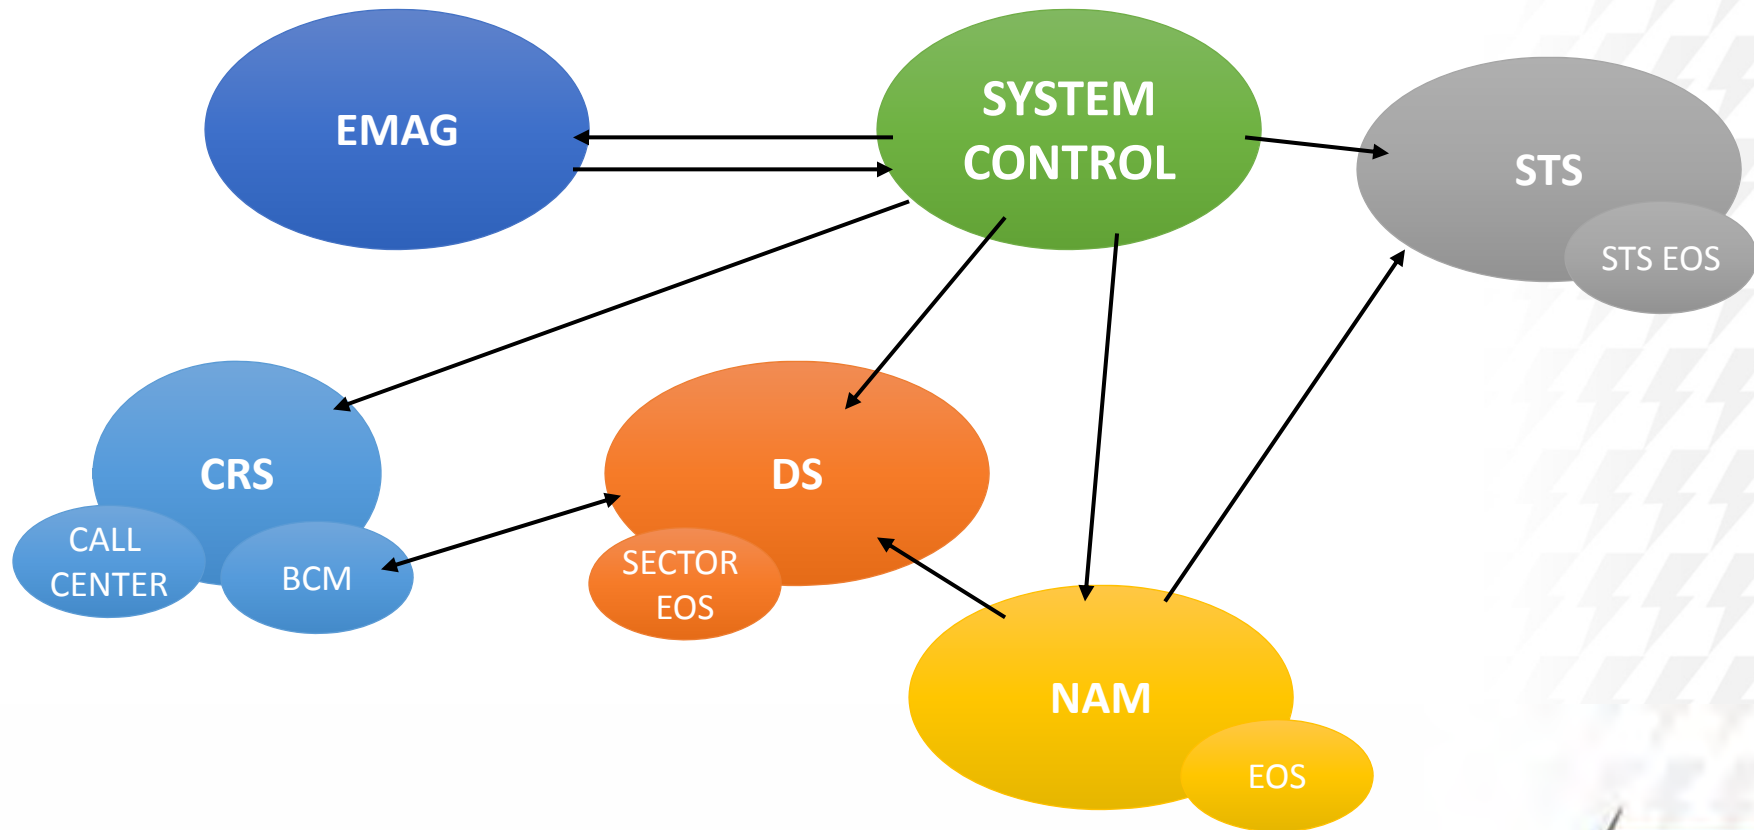 EMAG
SYSTEM
CONTROL
STS
STS EOS
CRS
CALL
CENTER
BCM
DS
SECTOR
EOS
NAM
EOS